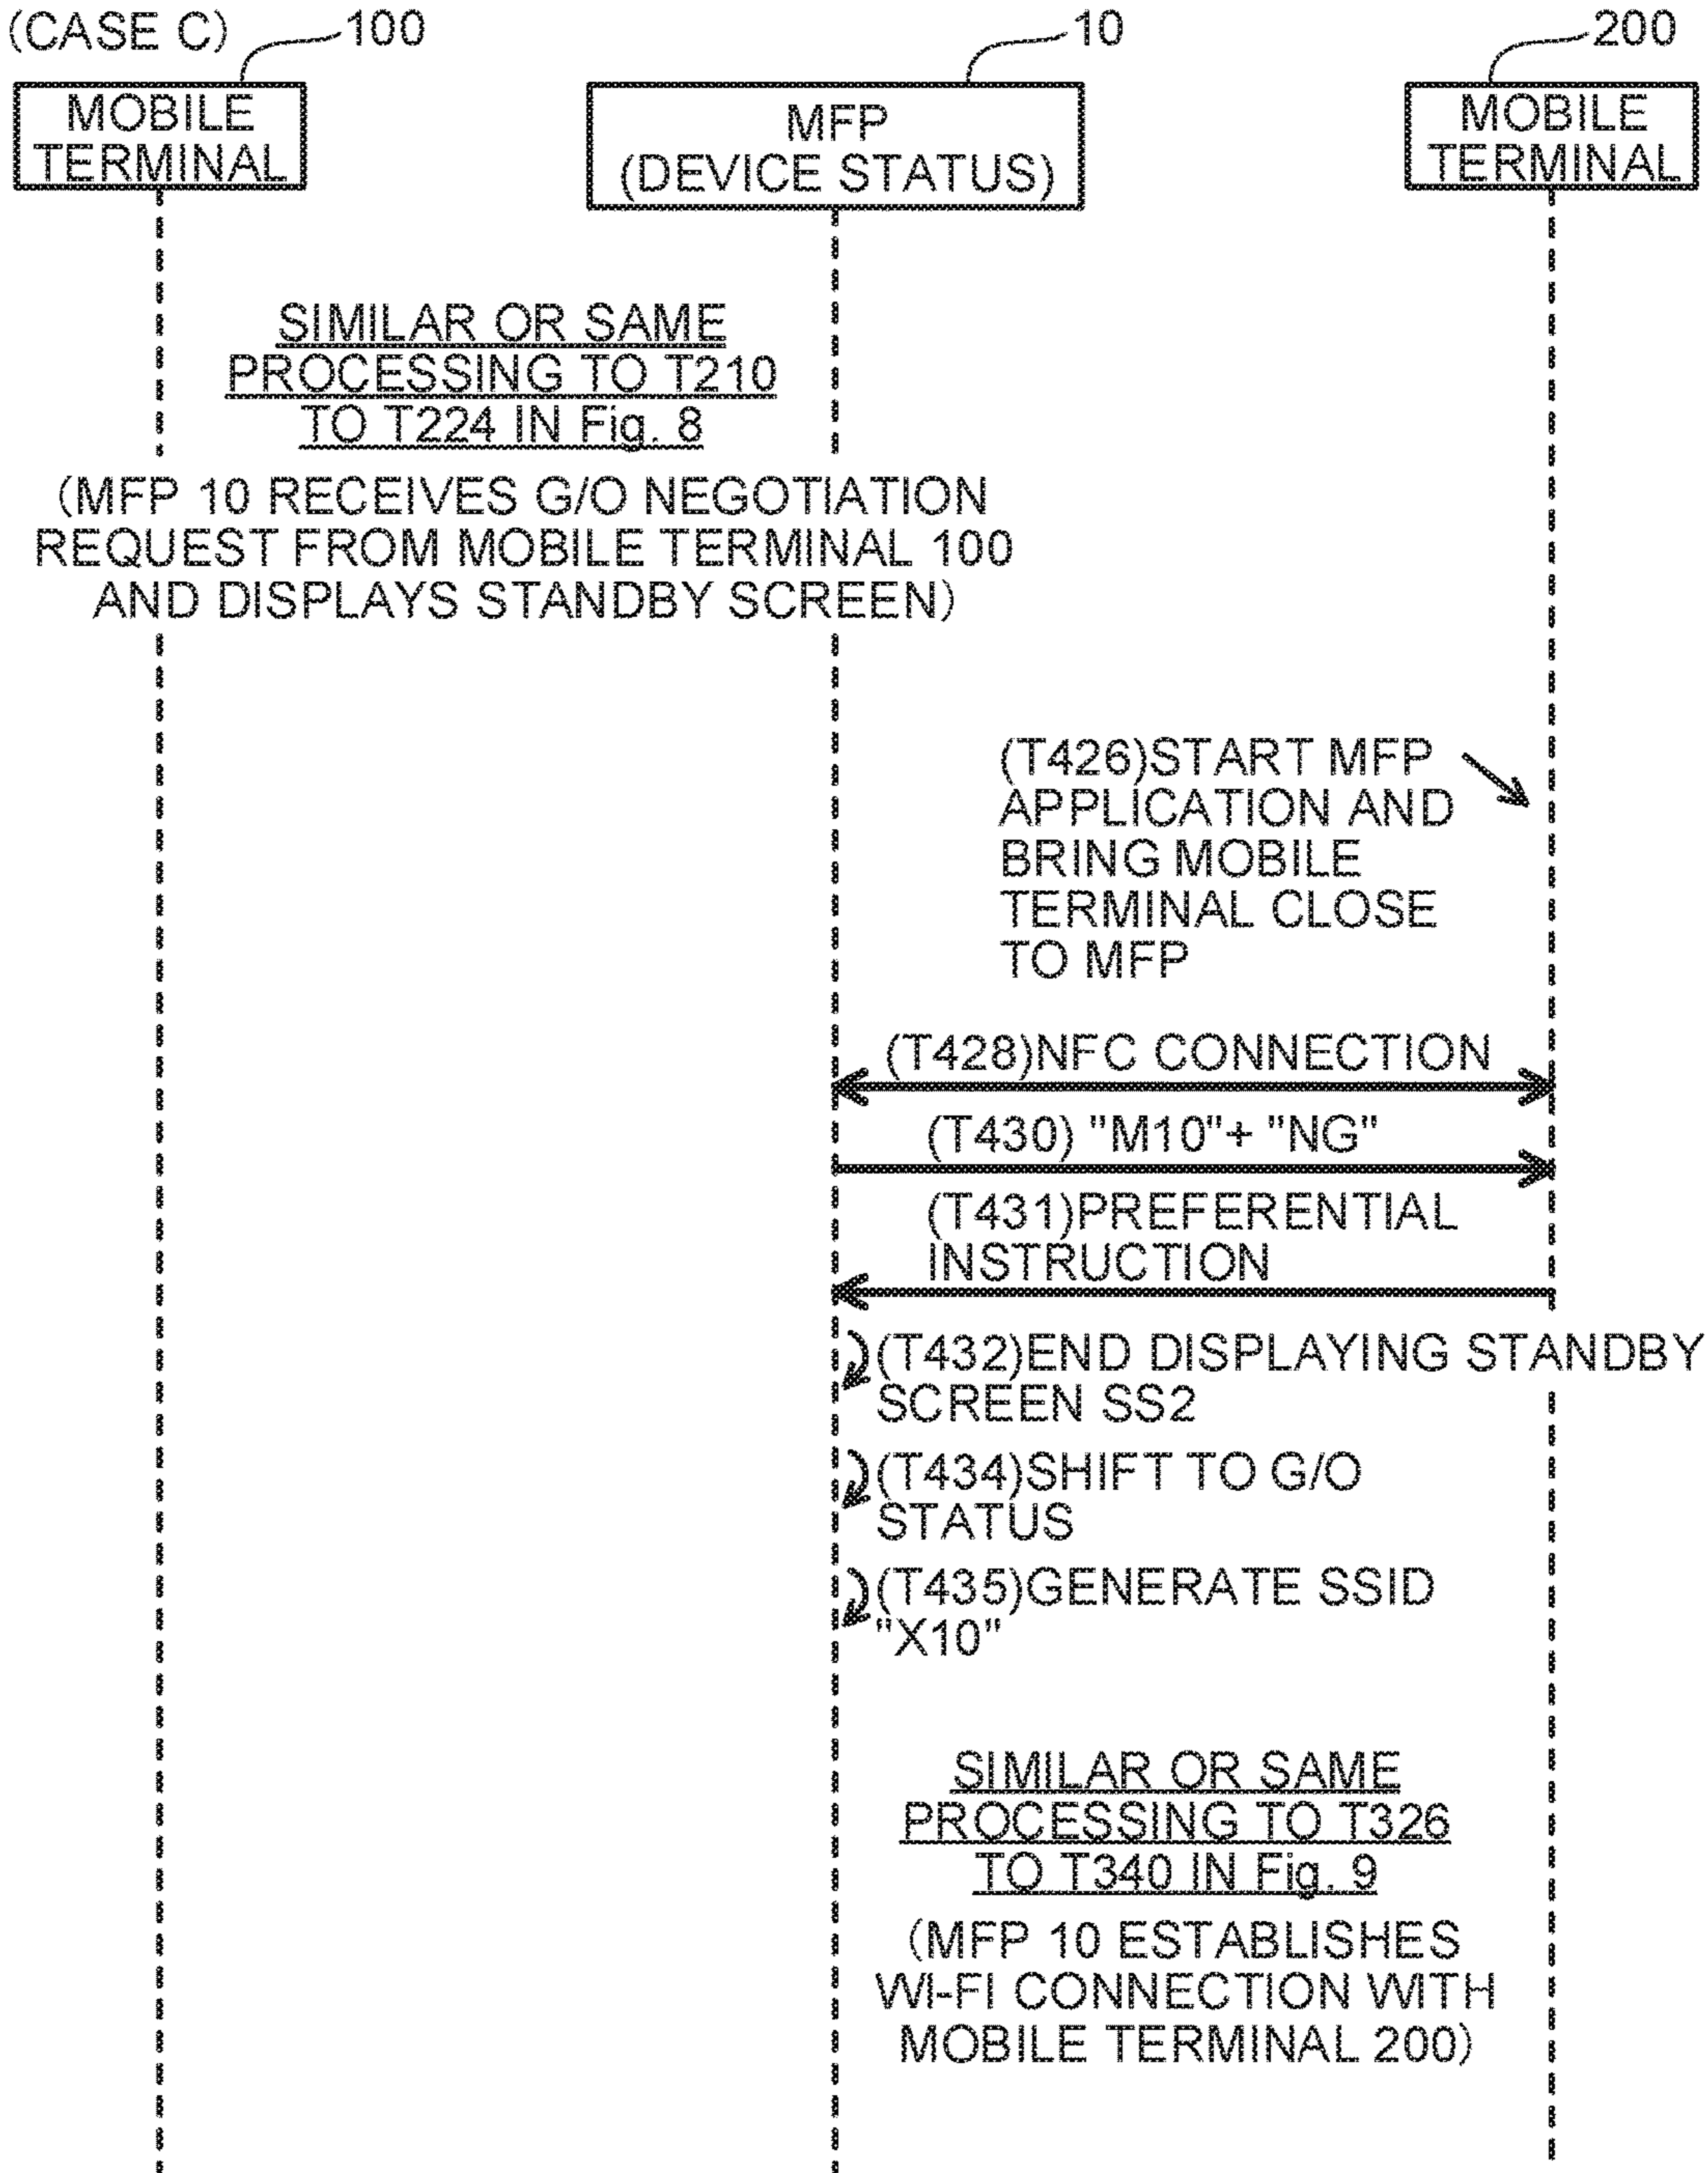 (CASE C)
100
10
200
MOBILE
TERMINAL
MFP
(DEVICE STATUS)
MOBILE
TERMINAL
SIMILAR OR SAME
PROCESSING TO T210
TO T224 IN Fig. 8
(MFP 10 RECEIVES G/O NEGOTIATION
REQUEST FROM MOBILE TERMINAL 100
AND DISPLAYS STANDBY SCREEN)
(T426)START MFP
APPLICATION AND
BRING MOBILE
TERMINAL CLOSE
TO MFP
(T428)NFC CONNECTION
(T430) "M10"+ "NG"
(T431)PREFERENTIAL
INSTRUCTION
(T432)END DISPLAYING STANDBY
SCREEN SS2
(T434)SHIFT TO G/O
STATUS
(T435)GENERATE SSID
"X10"
SIMILAR OR SAME
PROCESSING TO T326
TO T340 IN Fig. 9
(MFP 10 ESTABLISHES
WI-FI CONNECTION WITH
MOBILE TERMINAL 200)